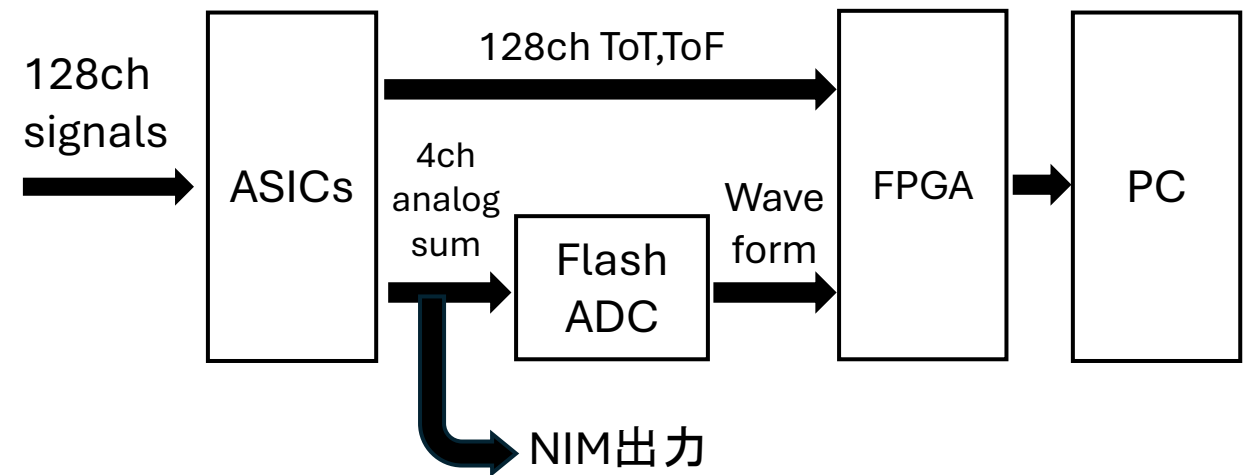 128ch
signals
ASICs
128ch ToT,ToF
4ch
analog
sum
Flash
ADC
Wave
form
FPGA
PC
NIM出力